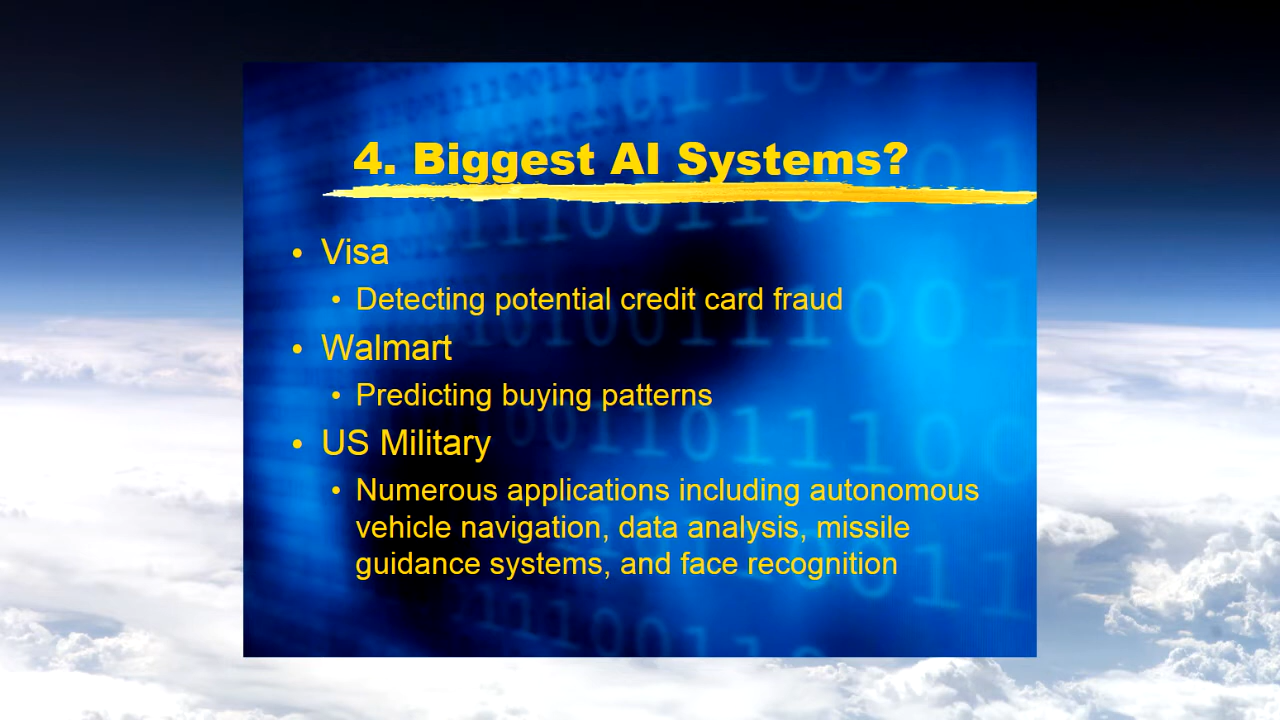 4. Biggest AI Systems?
• Visa
• Detecting potential credit card fraud
• Walmart
• Predicting buying patterns
• US Military
• Numerous applications including autonomous
vehicle navigation, data analysis, missile
guidance systems, and face recognition